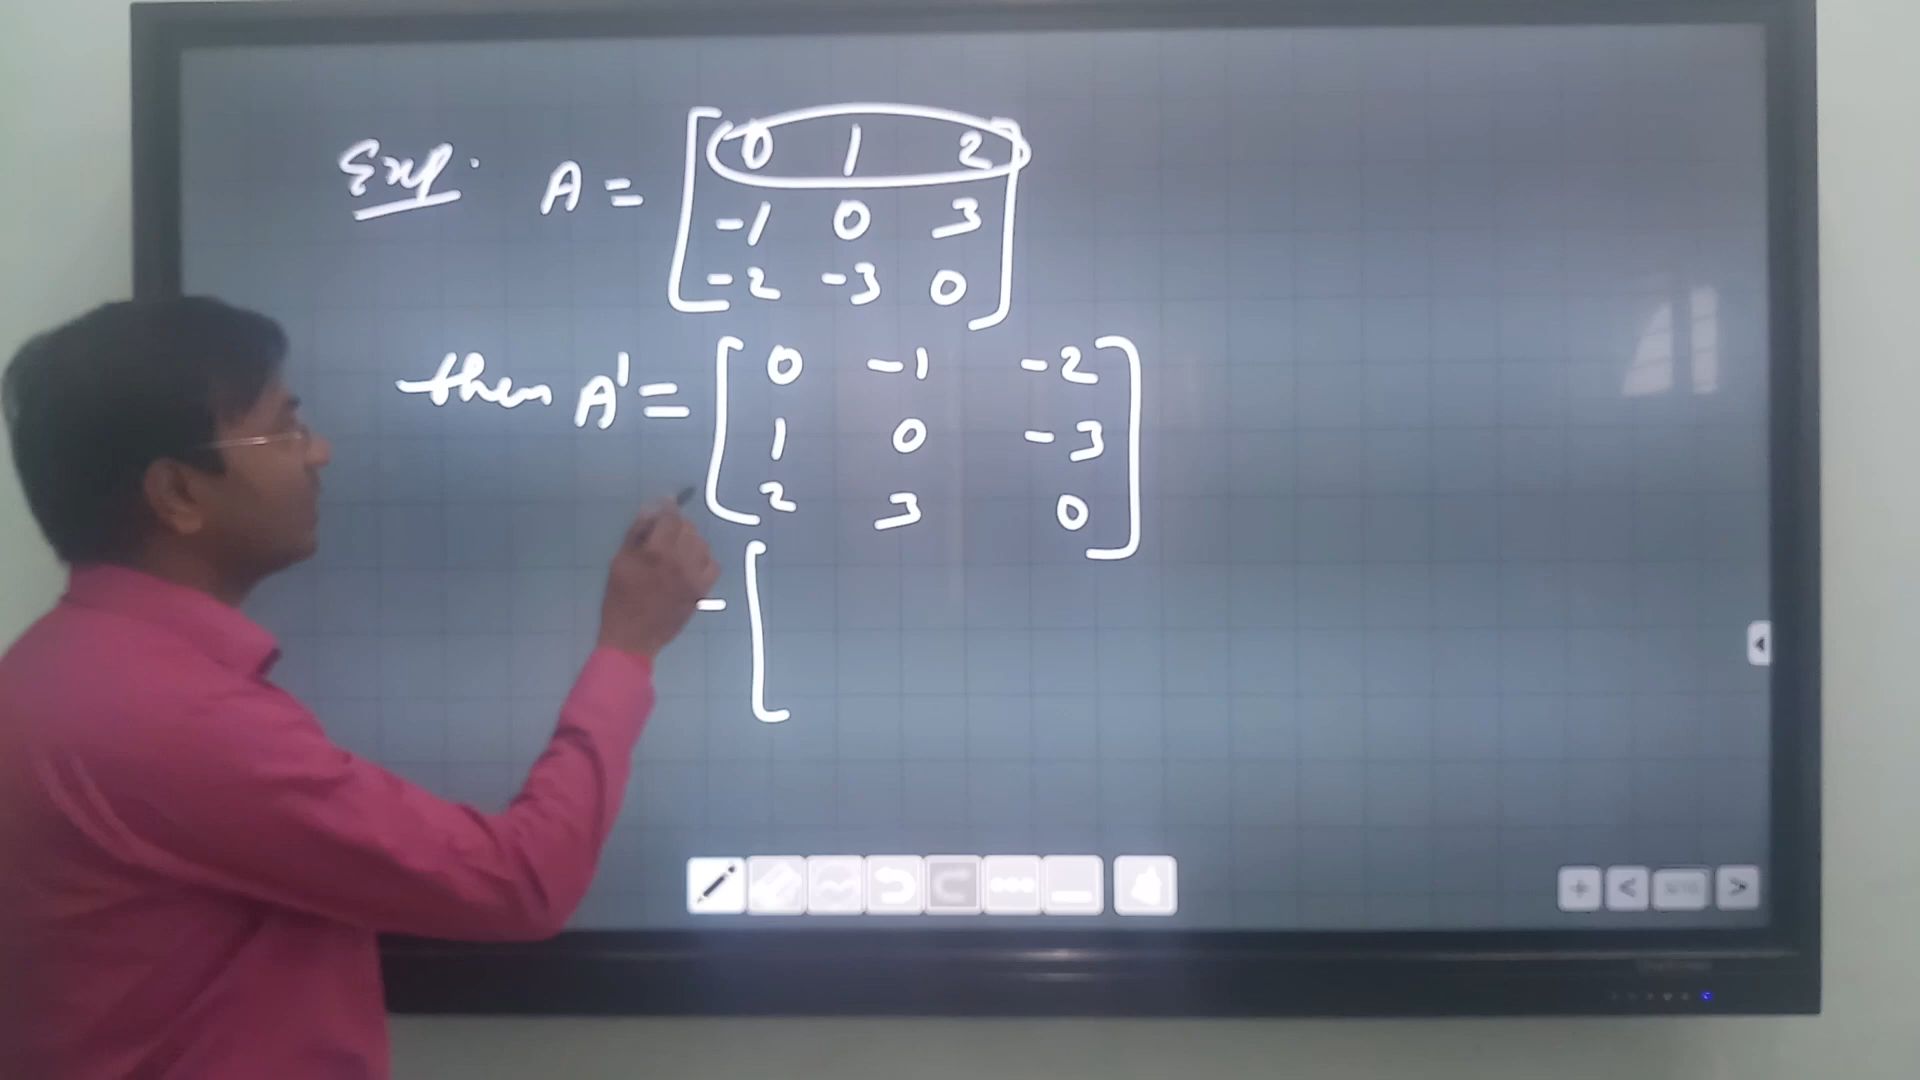 Exp. A = [ 0 1 2
-1 0 3
-2 -3 0 ]
then A' = [ 0 -1 -2
1 0 -3
2 3 0 ]
- [